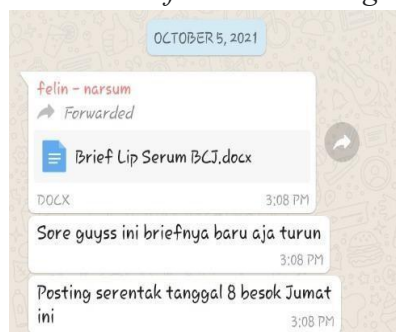 OCTOBER 5, 2021
felin - narsum
Forwarded
Brief Lip Serum BCJ.docx
DOCX
3:08 PM
Sore guyss ini briefnya baru aja turun
3:08 PM
Posting serentak tanggal 8 besok Jumat
ini
3:08 PM